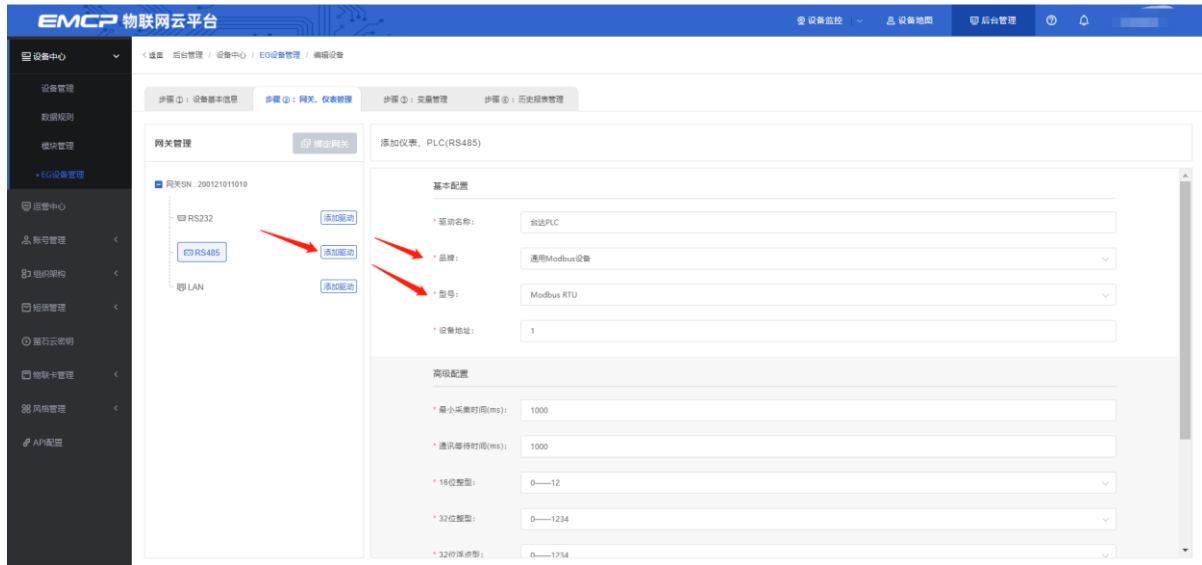 EMCP 物联网云平台
设备监控
设备地图
后台管理
设备中心
设备管理
数据规则
模块管理
EG设备管理
运营中心
账号管理
组织架构
短信管理
萤石云密钥
物联卡管理
风格管理
API配置
返回 后台管理 / 设备中心 / EG设备管理 / 编辑设备
步骤①：设备基本信息
步骤②：网关、仪表管理
步骤③：变量管理
步骤④：历史报表管理
网关管理
绑定网关
网关SN : 200121011010
RS232 添加驱动
RS485 添加驱动
LAN 添加驱动
添加仪表、PLC(RS485)
基本配置
* 驱动名称： 台达PLC
* 品牌： 通用Modbus设备
* 型号： Modbus RTU
* 设备地址： 1
高级配置
* 最小采集时间(ms)： 1000
* 通讯等待时间(ms)： 1000
* 16位整型： 0——12
* 32位整型： 0——1234
* 32位浮点型： 0——1234